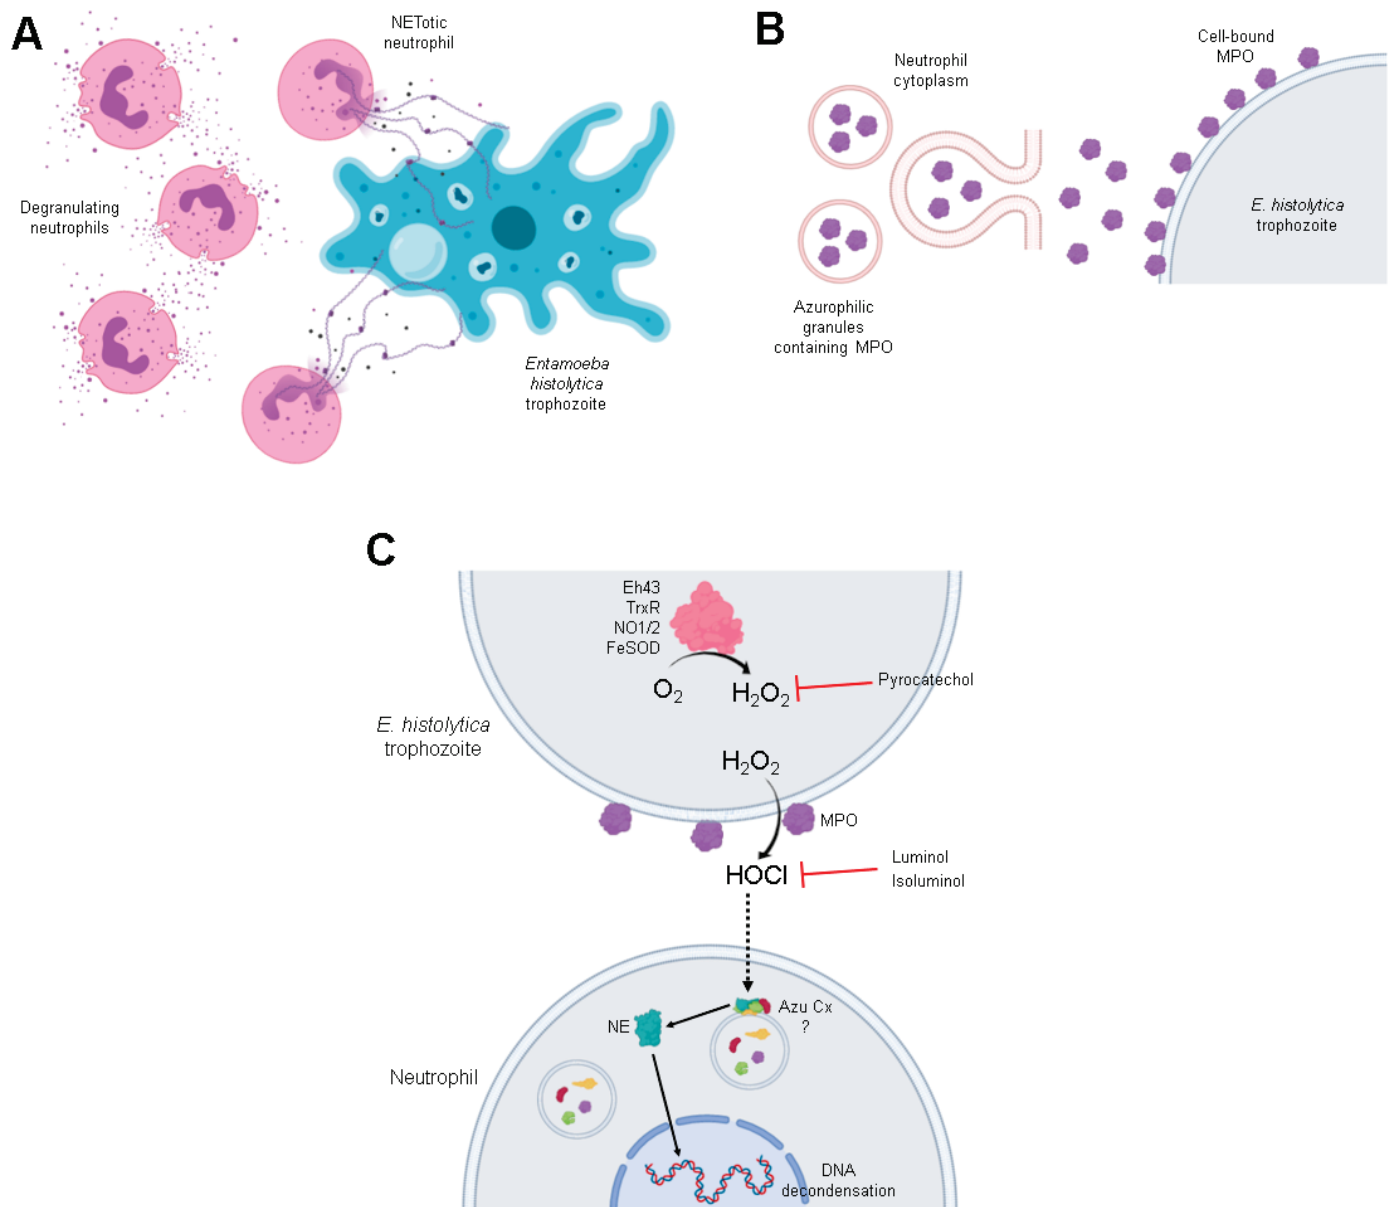 A
NETotic
neutrophil
Degranulating
neutrophils
Entamoeba
histolytica
trophozoite
B
Neutrophil
cytoplasm
Cell-bound
MPO
E. histolytica
trophozoite
Azurophilic
granules
containing MPO
C
Eh43
TrxR
NO1/2
FeSOD
O₂
H₂O₂
Pyrocatechol
E. histolytica
trophozoite
H₂O₂
MPO
HOCl
Luminol
Isoluminol
Azu Cx
?
NE
Neutrophil
DNA
decondensation